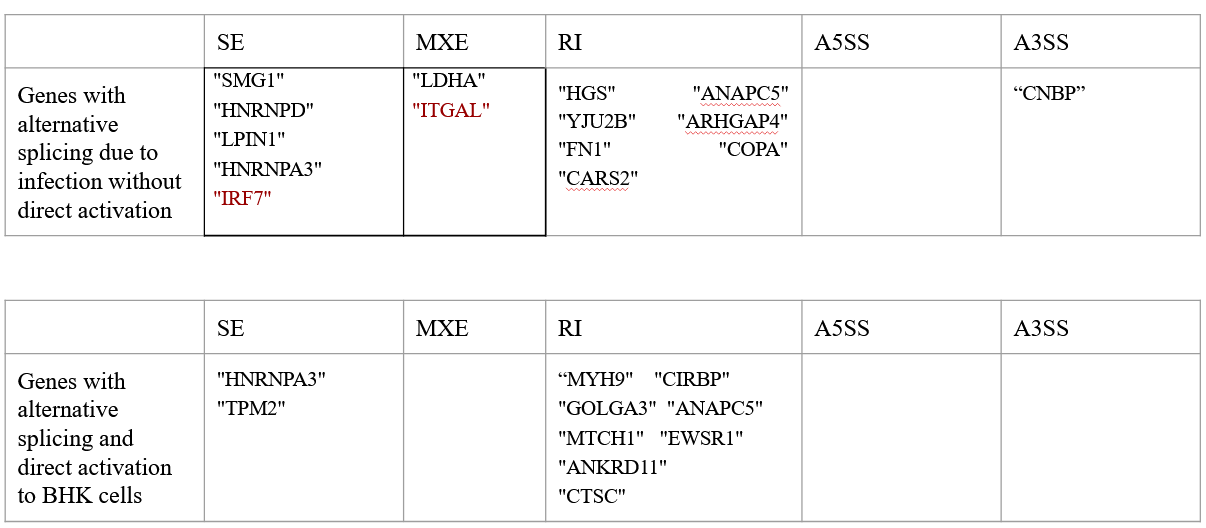 SE MXE RI A5SS A3SS
Genes with
alternative
splicing due to
infection without
direct activation
"SMG1"
"HNRNPD"
"LPIN1"
"HNRNPA3"
"IRF7"
"LDHA"
"ITGAL"
"HGS" "ANAPC5"
"YJU2B" "ARHGAP4"
"FN1" "COPA"
"CARS2"
“CNBP”
SE MXE RI A5SS A3SS
Genes with
alternative
splicing and
direct activation
to BHK cells
"HNRNPA3"
"TPM2"
“MYH9" "CIRBP"
"GOLGA3" "ANAPC5"
"MTCH1" "EWSR1"
"ANKRD11"
"CTSC"